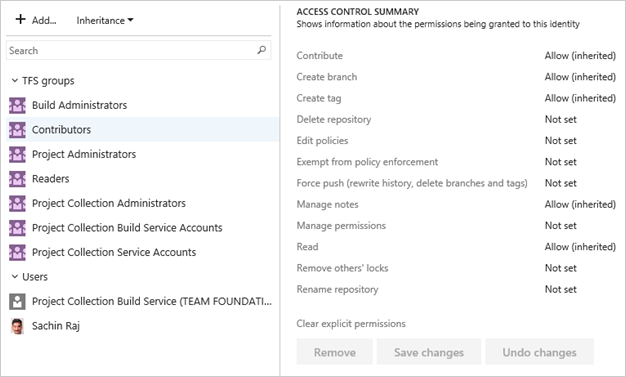 Add... Inheritance
Search
TFS groups
Build Administrators
Contributors
Project Administrators
Readers
Project Collection Administrators
Project Collection Build Service Accounts
Project Collection Service Accounts
Users
Project Collection Build Service (TEAM FOUNDATI...
Sachin Raj
ACCESS CONTROL SUMMARY
Shows information about the permissions being granted to this identity
Contribute Allow (inherited)
Create branch Allow (inherited)
Create tag Allow (inherited)
Delete repository Not set
Edit policies Not set
Exempt from policy enforcement Not set
Force push (rewrite history, delete branches and tags) Not set
Manage notes Allow (inherited)
Manage permissions Not set
Read Allow (inherited)
Remove others' locks Not set
Rename repository Not set
Clear explicit permissions
Remove Save changes Undo changes